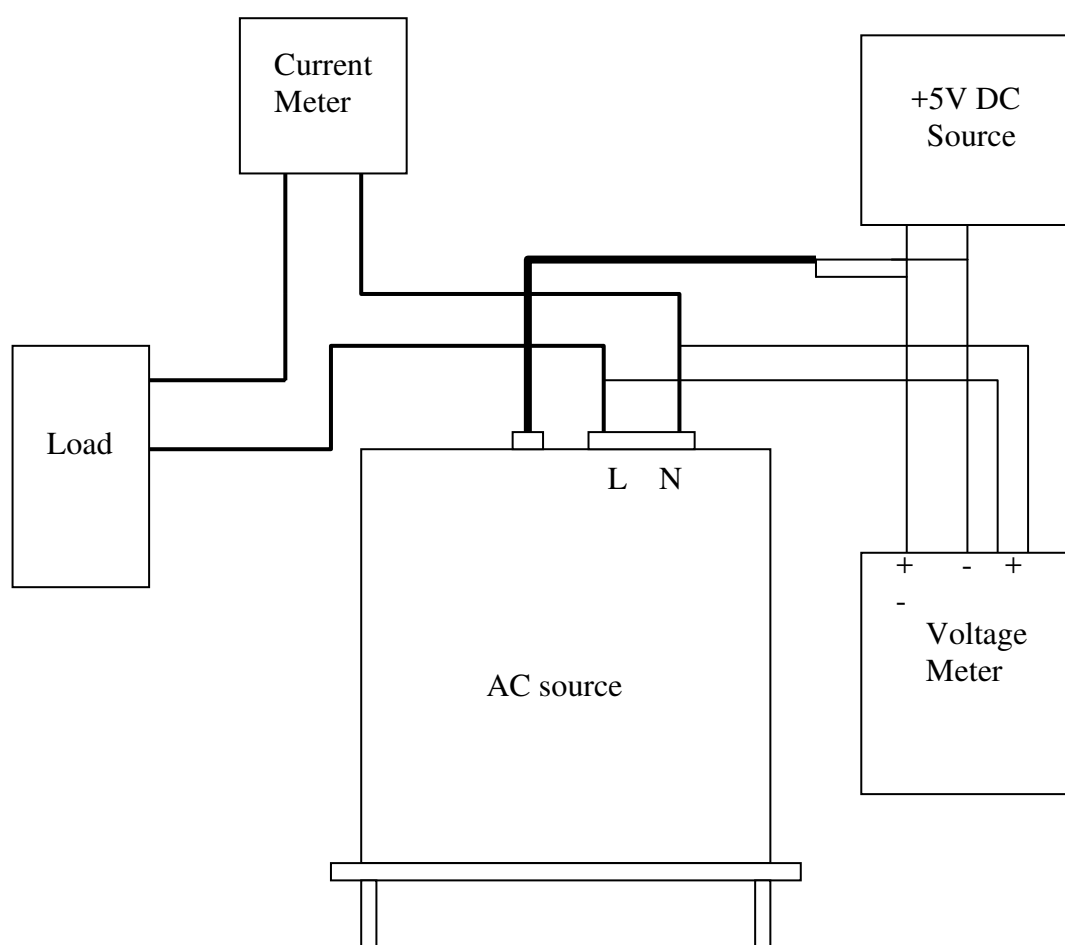 Current
Meter
+5V DC
Source
Load
L N
+ - +
-
Voltage
Meter
AC source